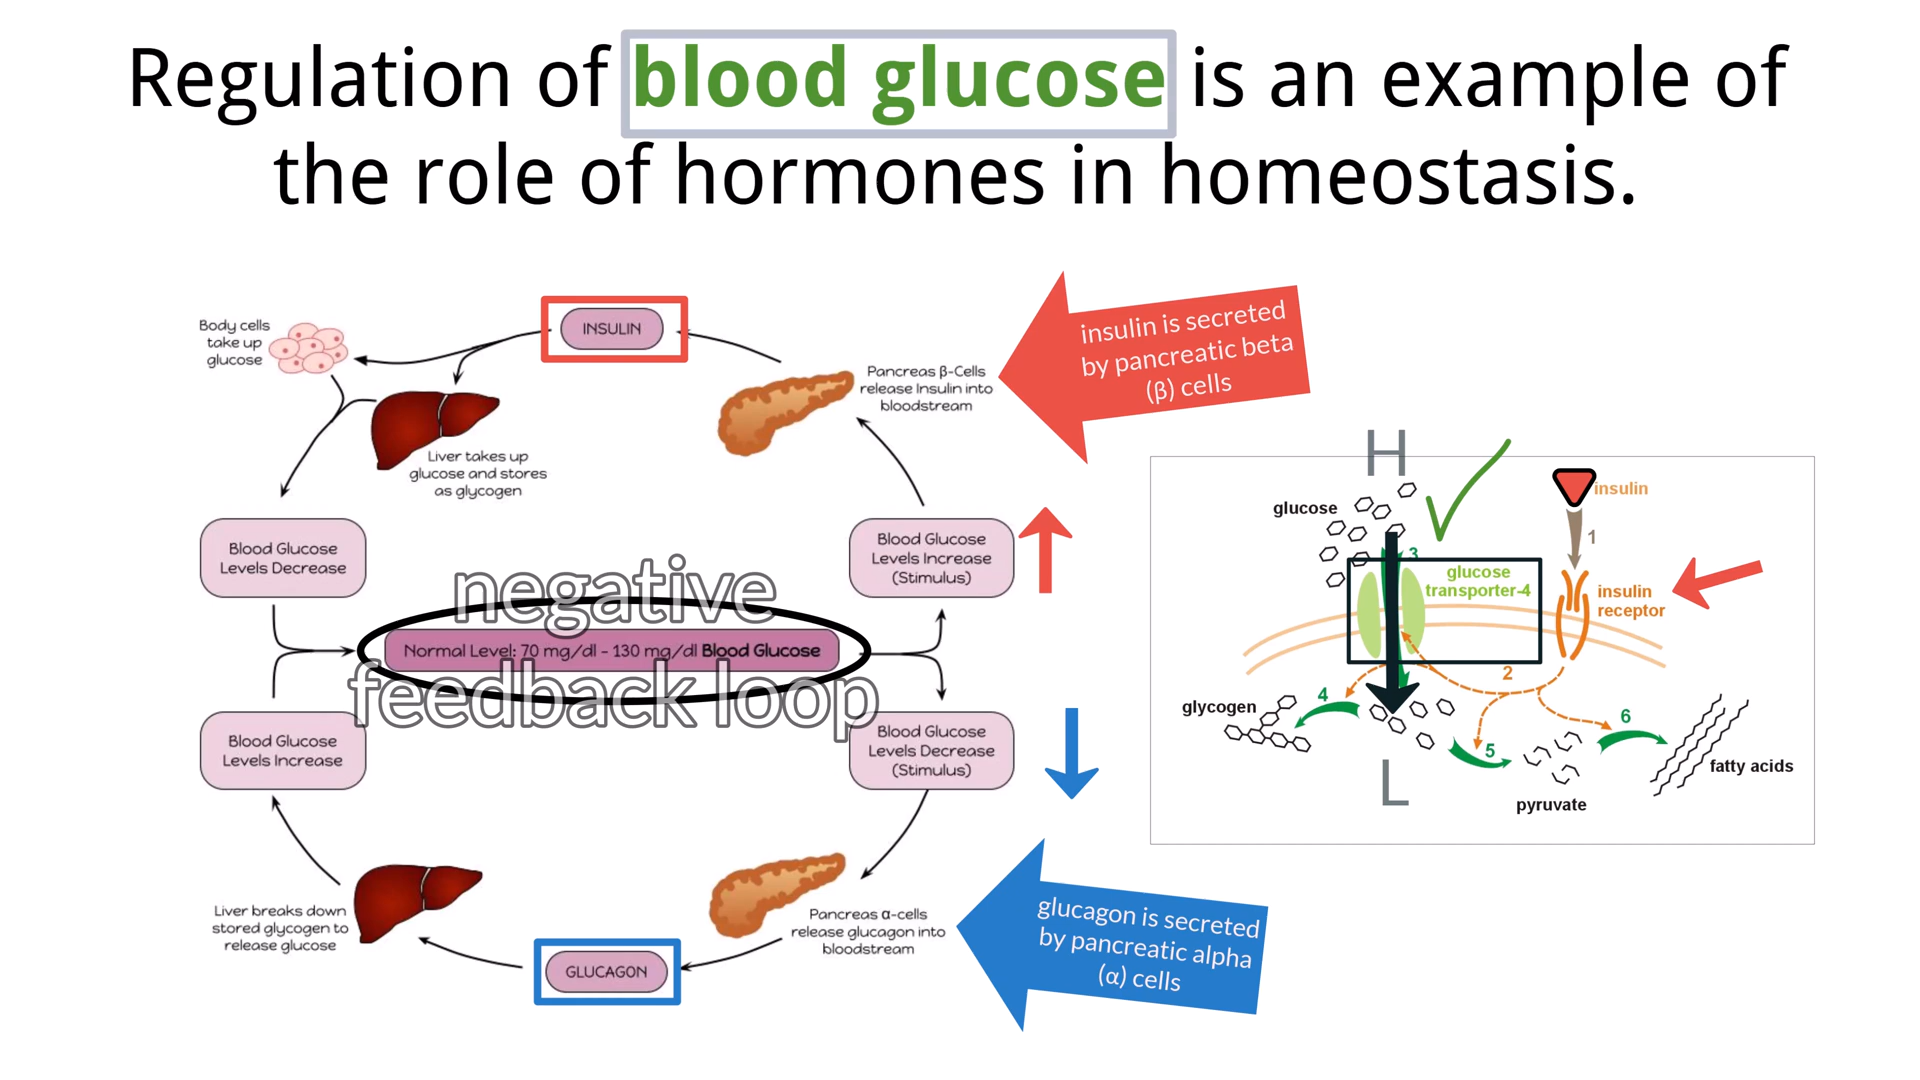 Regulation of blood glucose is an example of
the role of hormones in homeostasis.
Body cells
take up
glucose
INSULIN
Pancreas β-Cells
release Insulin into
bloodstream
insulin is secreted
by pancreatic beta
(β) cells
Liver takes up
glucose and stores
as glycogen
Blood Glucose
Levels Decrease
Blood Glucose
Levels Increase
(Stimulus)
negative
Normal Level: 70 mg/dl - 130 mg/dl Blood Glucose
feedback loop
Blood Glucose
Levels Increase
Blood Glucose
Levels Decrease
(Stimulus)
Liver breaks down
stored glycogen to
release glucose
GLUCAGON
Pancreas α-cells
release glucagon into
bloodstream
glucagon is secreted
by pancreatic alpha
(α) cells
H
glucose
insulin
1
3
glucose
transporter-4
insulin
receptor
2
4
glycogen
5
6
fatty acids
pyruvate
L